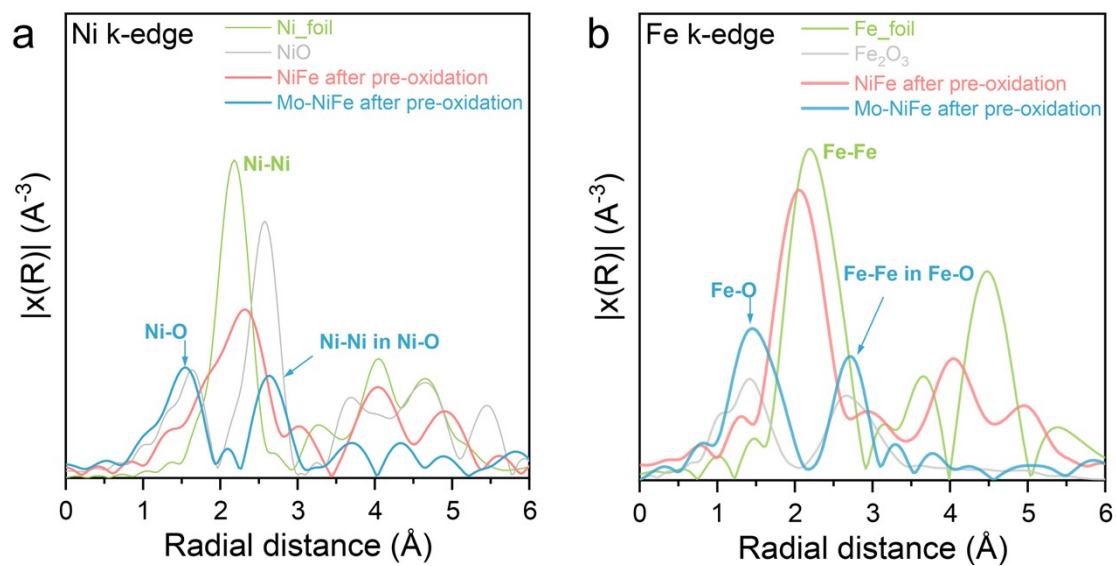 a
Ni k-edge
Ni_foil
NiO
NiFe after pre-oxidation
Mo-NiFe after pre-oxidation
Ni-Ni
Ni-O
Ni-Ni in Ni-O
|x(R)| (A⁻³)
0 1 2 3 4 5 6
Radial distance (Å)
b
Fe k-edge
Fe_foil
Fe₂O₃
NiFe after pre-oxidation
Mo-NiFe after pre-oxidation
Fe-Fe
Fe-O
Fe-Fe in Fe-O
|x(R)| (A⁻³)
0 1 2 3 4 5 6
Radial distance (Å)